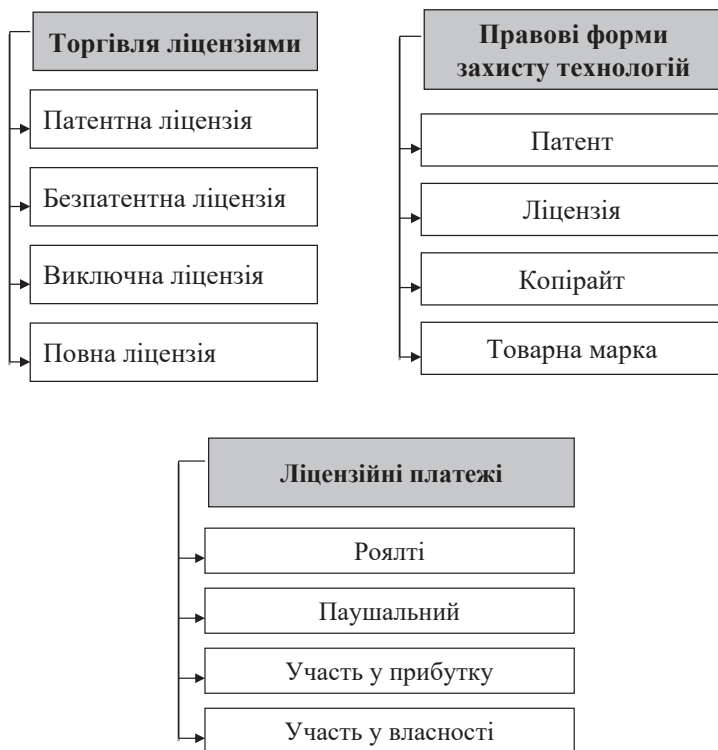 Торгівля ліцензіями
Патентна ліцензія
Безпатентна ліцензія
Виключна ліцензія
Повна ліцензія
Правові форми
захисту технологій
Патент
Ліцензія
Копірайт
Товарна марка
Ліцензійні платежі
Роялті
Паушальний
Участь у прибутку
Участь у власності